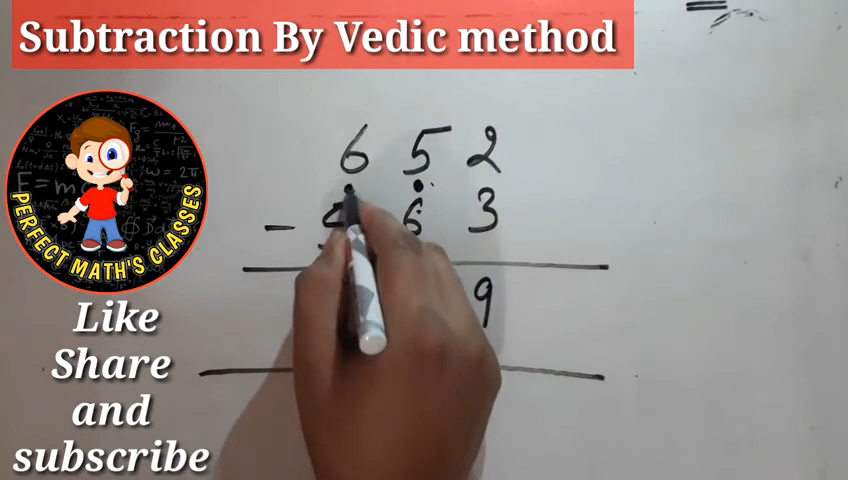 Subtraction By Vedic method
6 5 2
- 6 3
9
PERFECT MATH'S CLASSES
Like
Share
and
subscribe